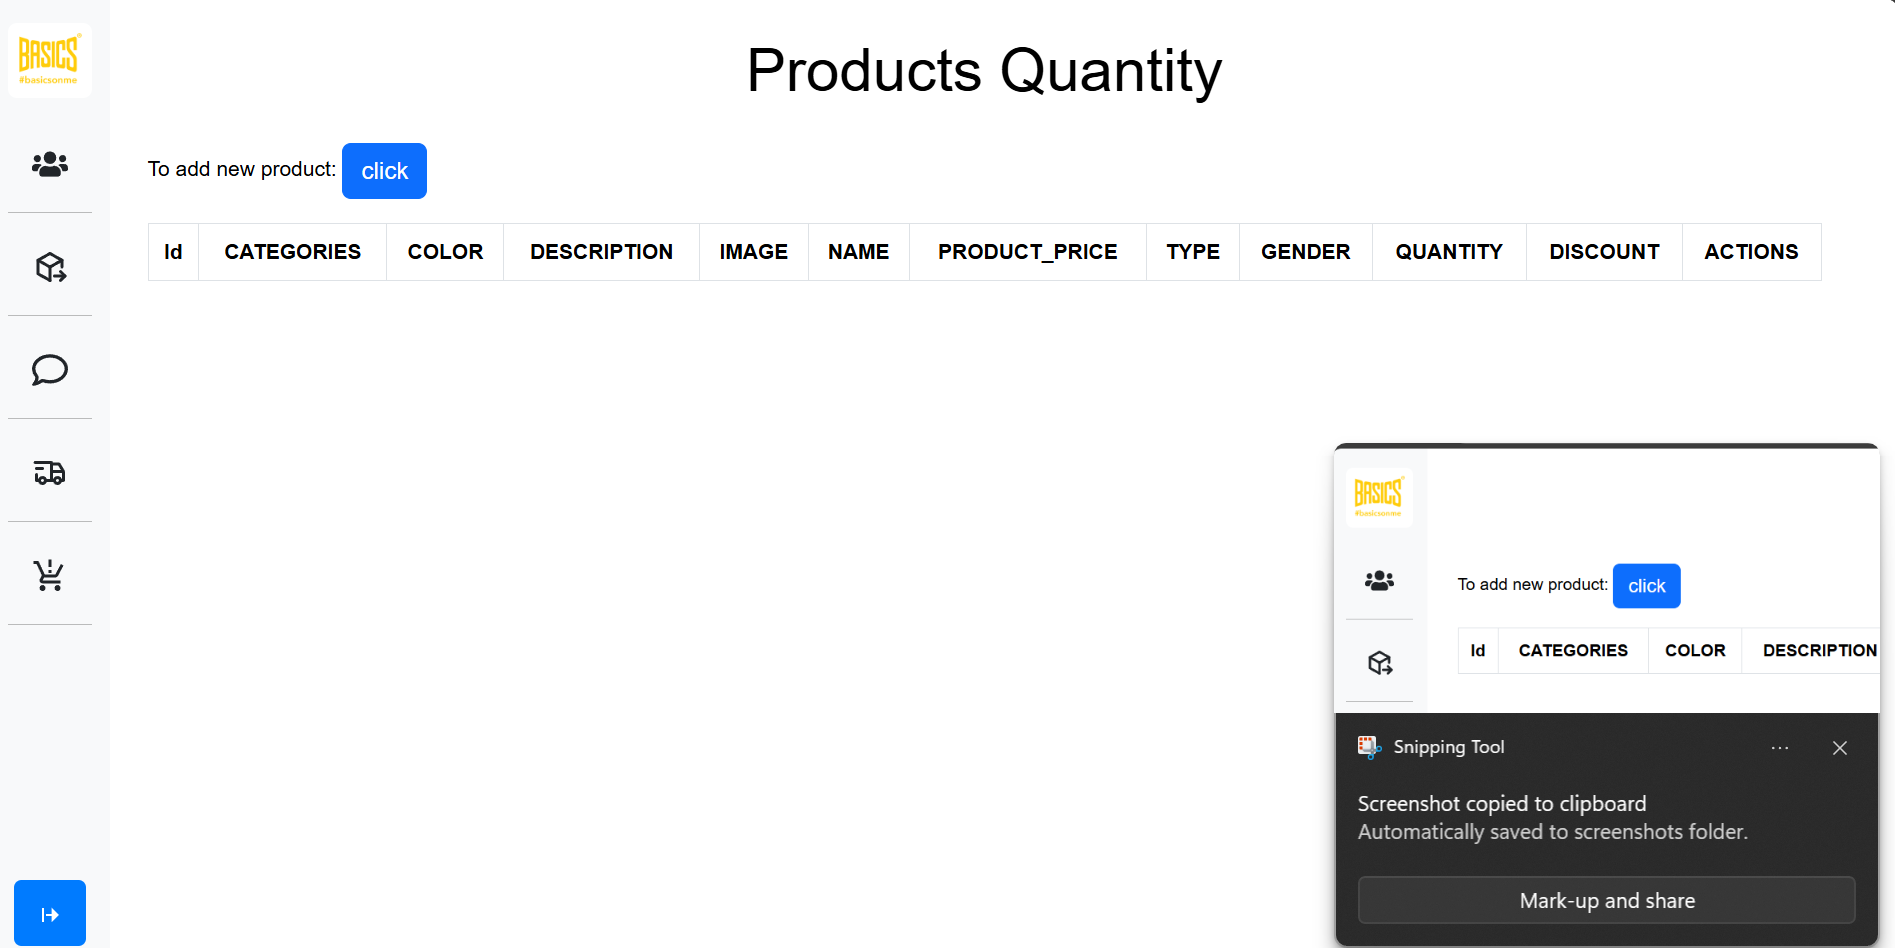 BASICS
#basicsonme
Products Quantity
To add new product: click
Id CATEGORIES COLOR DESCRIPTION IMAGE NAME PRODUCT_PRICE TYPE GENDER QUANTITY DISCOUNT ACTIONS
BASICS
#basicsonme
To add new product: click
Id CATEGORIES COLOR DESCRIPTION
Snipping Tool
Screenshot copied to clipboard
Automatically saved to screenshots folder.
Mark-up and share